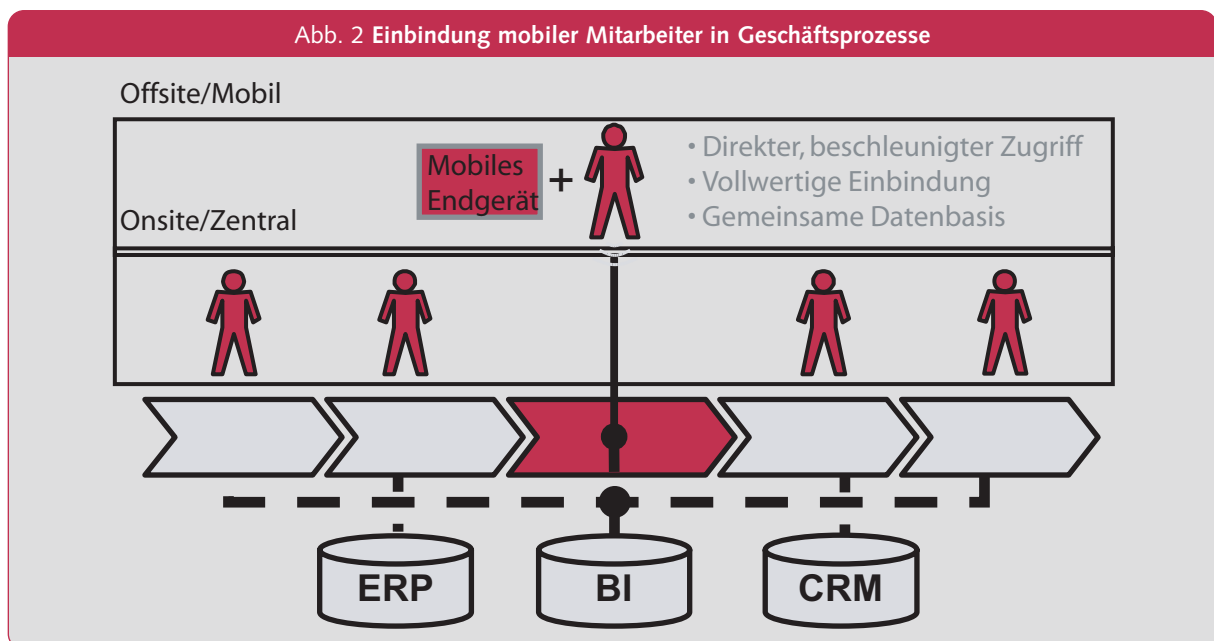 Abb. 2 Einbindung mobiler Mitarbeiter in Geschäftsprozesse
Offsite/Mobil
Mobiles
Endgerät
+
• Direkter, beschleunigter Zugriff
• Vollwertige Einbindung
• Gemeinsame Datenbasis
Onsite/Zentral
ERP
BI
CRM